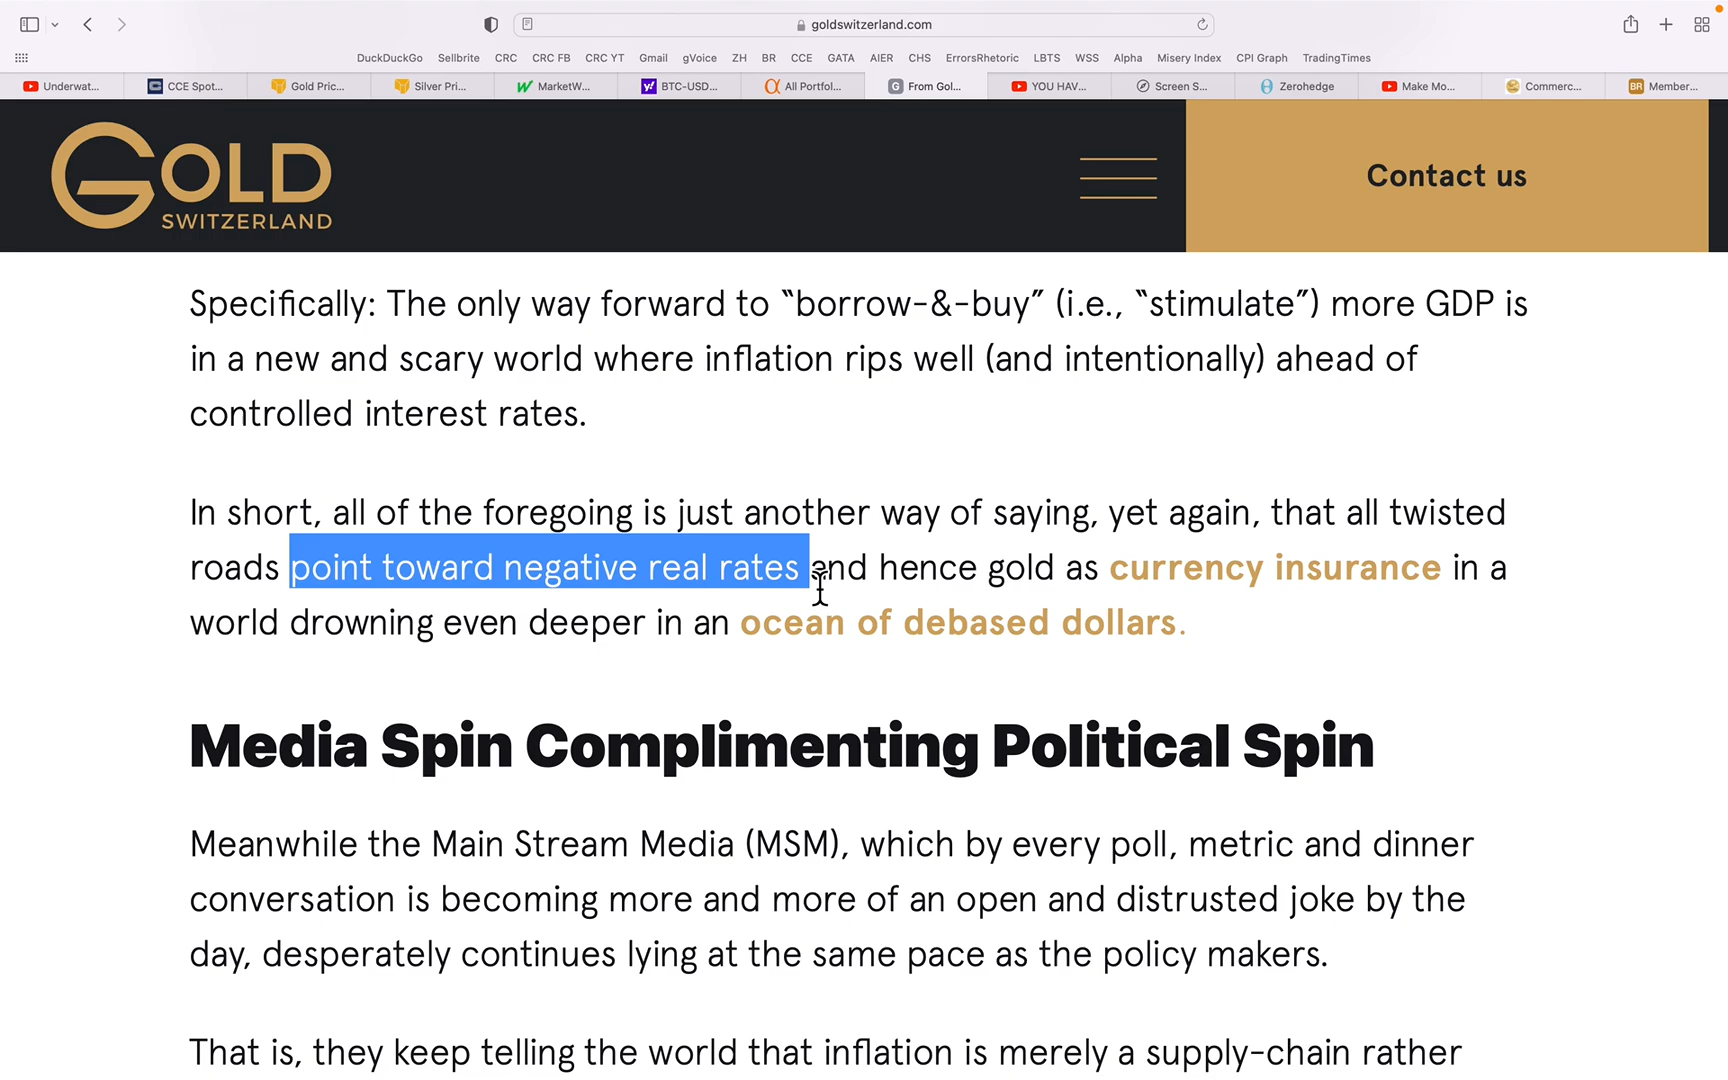 goldswitzerland.com
DuckDuckGo Sellbrite CRC CRC FB CRC YT Gmail gVoice ZH BR CCE GATA AIER CHS ErrorsRhetoric LBTS WSS Alpha Misery Index CPI Graph TradingTimes
Underwat... CCE Spot... Gold Pric... Silver Pri... MarketW... BTC-USD... All Portfol... From Gol... YOU HAV... Screen S... Zerohedge Make Mo... Commerc... BR Member...
GOLD
SWITZERLAND
Contact us
Specifically: The only way forward to “borrow-&-buy” (i.e., “stimulate”) more GDP is
in a new and scary world where inflation rips well (and intentionally) ahead of
controlled interest rates.
In short, all of the foregoing is just another way of saying, yet again, that all twisted
roads point toward negative real rates and hence gold as currency insurance in a
world drowning even deeper in an ocean of debased dollars.
Media Spin Complimenting Political Spin
Meanwhile the Main Stream Media (MSM), which by every poll, metric and dinner
conversation is becoming more and more of an open and distrusted joke by the
day, desperately continues lying at the same pace as the policy makers.
That is, they keep telling the world that inflation is merely a supply-chain rather